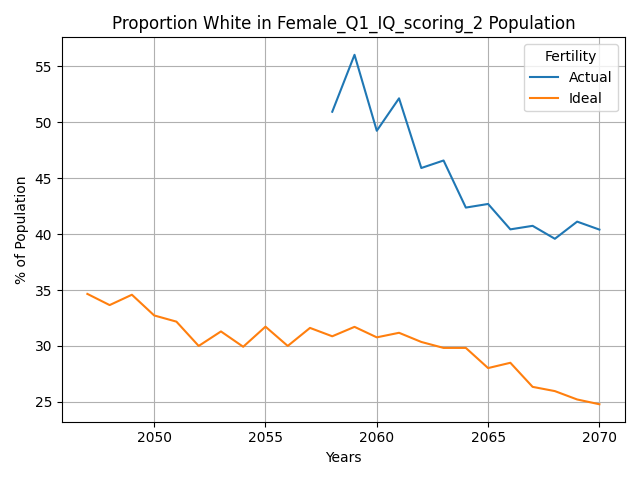 Proportion White in Female_Q1_IQ_scoring_2 Population
Fertility
Actual
Ideal
% of Population
55
50
45
40
35
30
25
2050
2055
2060
2065
2070
Years